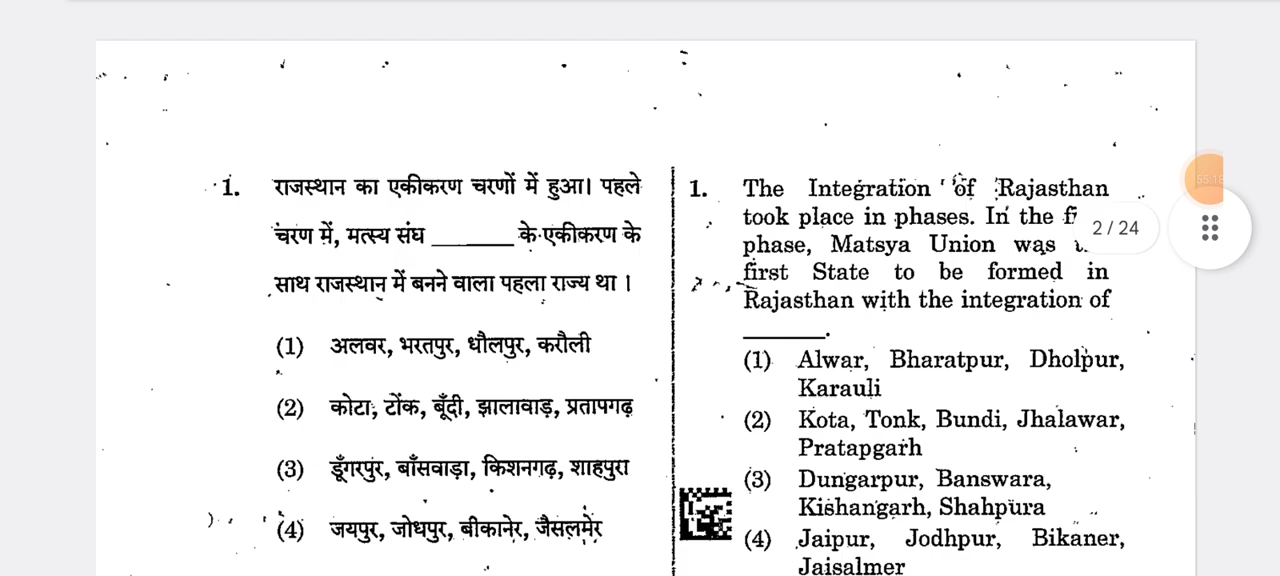 1. राजस्थान का एकीकरण चरणों में हुआ। पहले
चरण में, मत्स्य संघ ________ के एकीकरण के
साथ राजस्थान में बनने वाला पहला राज्य था ।
(1) अलवर, भरतपुर, धौलपुर, करौली
(2) कोटा, टोंक, बूँदी, झालावाड़, प्रतापगढ़
(3) डूँगरपुर, बाँसवाड़ा, किशनगढ़, शाहपुरा
(4) जयपुर, जोधपुर, बीकानेर, जैसलमेर
1. The Integration of Rajasthan
took place in phases. In the
phase, Matsya Union was
first State to be formed in
Rajasthan with the integration of
________.
(1) Alwar, Bharatpur, Dholpur,
Karauli
(2) Kota, Tonk, Bundi, Jhalawar,
Pratapgarh
(3) Dungarpur, Banswara,
Kishangarh, Shahpura
(4) Jaipur, Jodhpur, Bikaner,
Jaisalmer
2 / 24
55:18